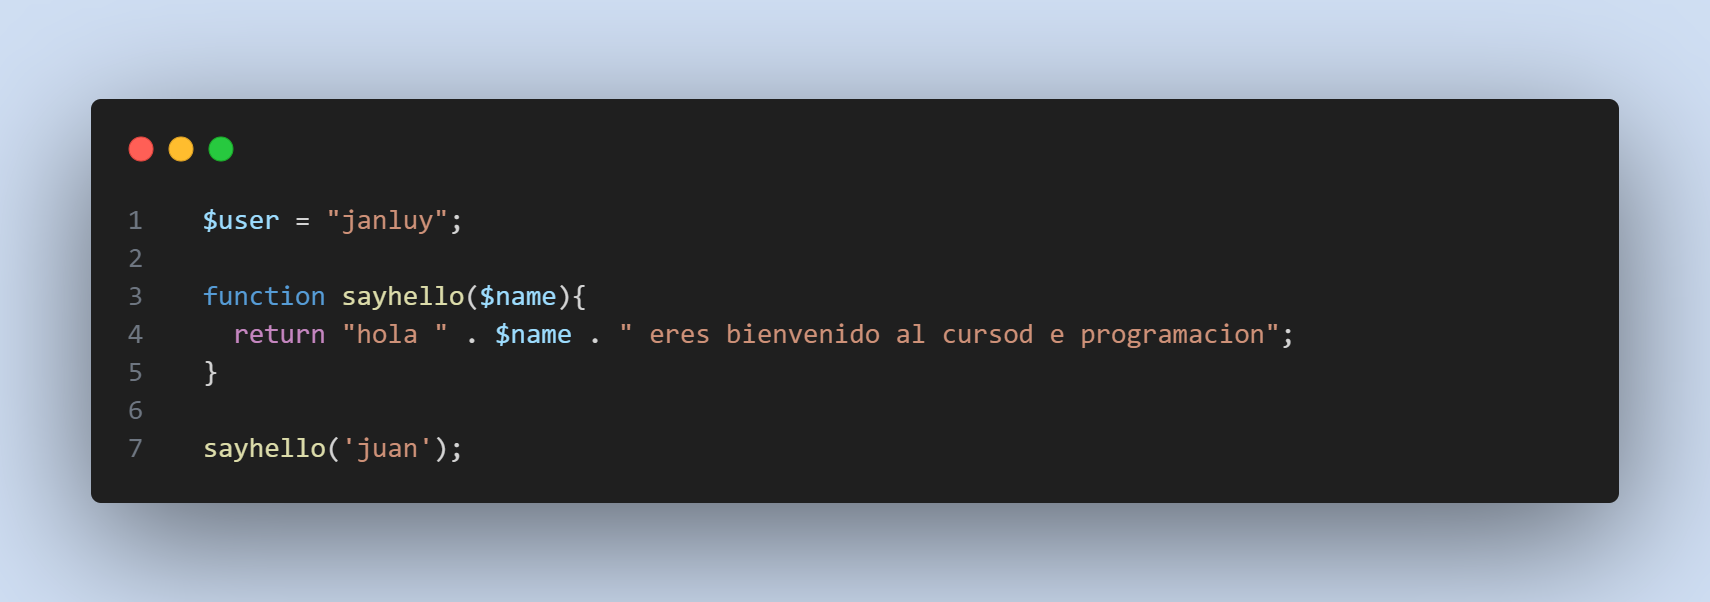 1 $user = "janluy";
2
3 function sayhello($name){
4 return "hola " . $name . " eres bienvenido al cursod e programacion";
5 }
6
7 sayhello('juan');